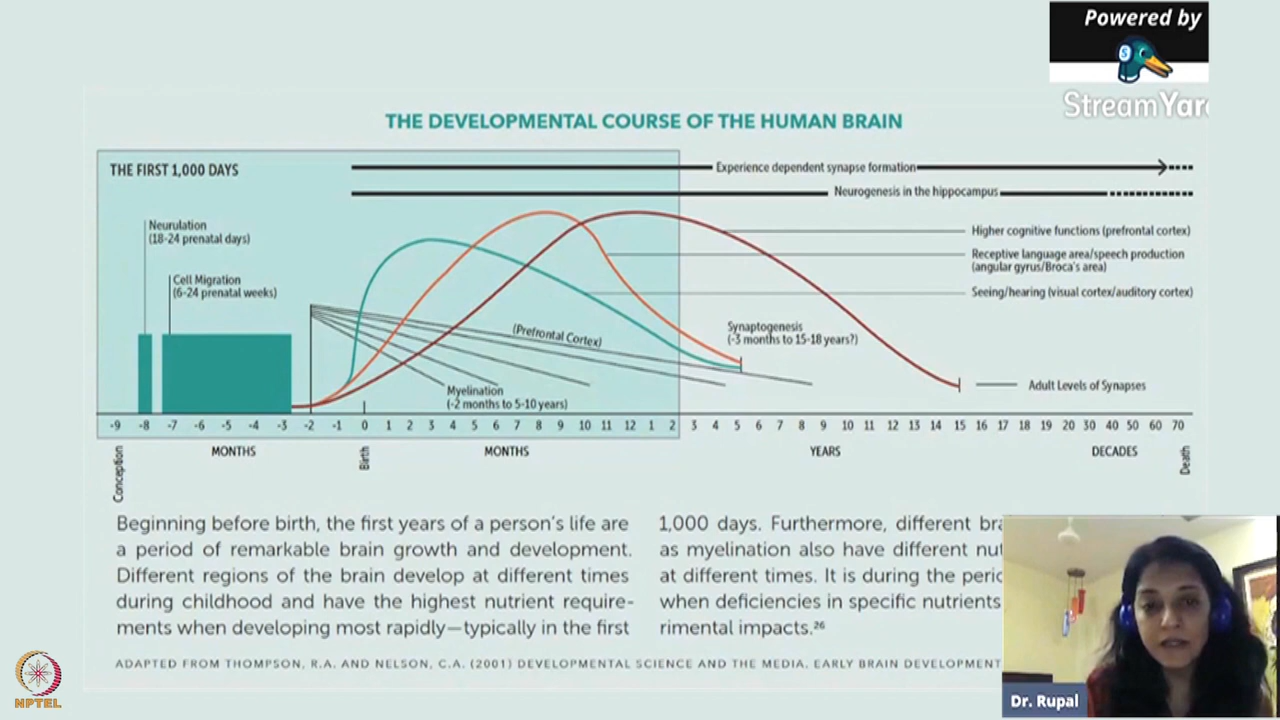 Powered by
StreamYar
THE DEVELOPMENTAL COURSE OF THE HUMAN BRAIN
THE FIRST 1,000 DAYS
Experience dependent synapse formation
Neurogenesis in the hippocampus
Neurulation
(18-24 prenatal days)
Cell Migration
(6-24 prenatal weeks)
Higher cognitive functions (prefrontal cortex)
Receptive language area/speech production
(angular gyrus/Broca's area)
Seeing/hearing (visual cortex/auditory cortex)
(Prefrontal Cortex)
Synaptogenesis
(-3 months to 15-18 years?)
Myelination
(-2 months to 5-10 years)
Adult Levels of Synapses
-9 -8 -7 -6 -5 -4 -3 -2 -1 0 1 2 3 4 5 6 7 8 9 10 11 12 1 2 3 4 5 6 7 8 9 10 11 12 13 14 15 16 17 18 19 20 30 40 50 60 70
Conception
MONTHS
Birth
MONTHS
YEARS
DECADES
Death
Beginning before birth, the first years of a person's life are
a period of remarkable brain growth and development.
Different regions of the brain develop at different times
during childhood and have the highest nutrient require-
ments when developing most rapidly—typically in the first
1,000 days. Furthermore, different bra
as myelination also have different nut
at different times. It is during the peric
when deficiencies in specific nutrients
rimental impacts.26
ADAPTED FROM THOMPSON, R.A. AND NELSON, C.A. (2001) DEVELOPMENTAL SCIENCE AND THE MEDIA. EARLY BRAIN DEVELOPMENT
Dr. Rupal
NPTEL